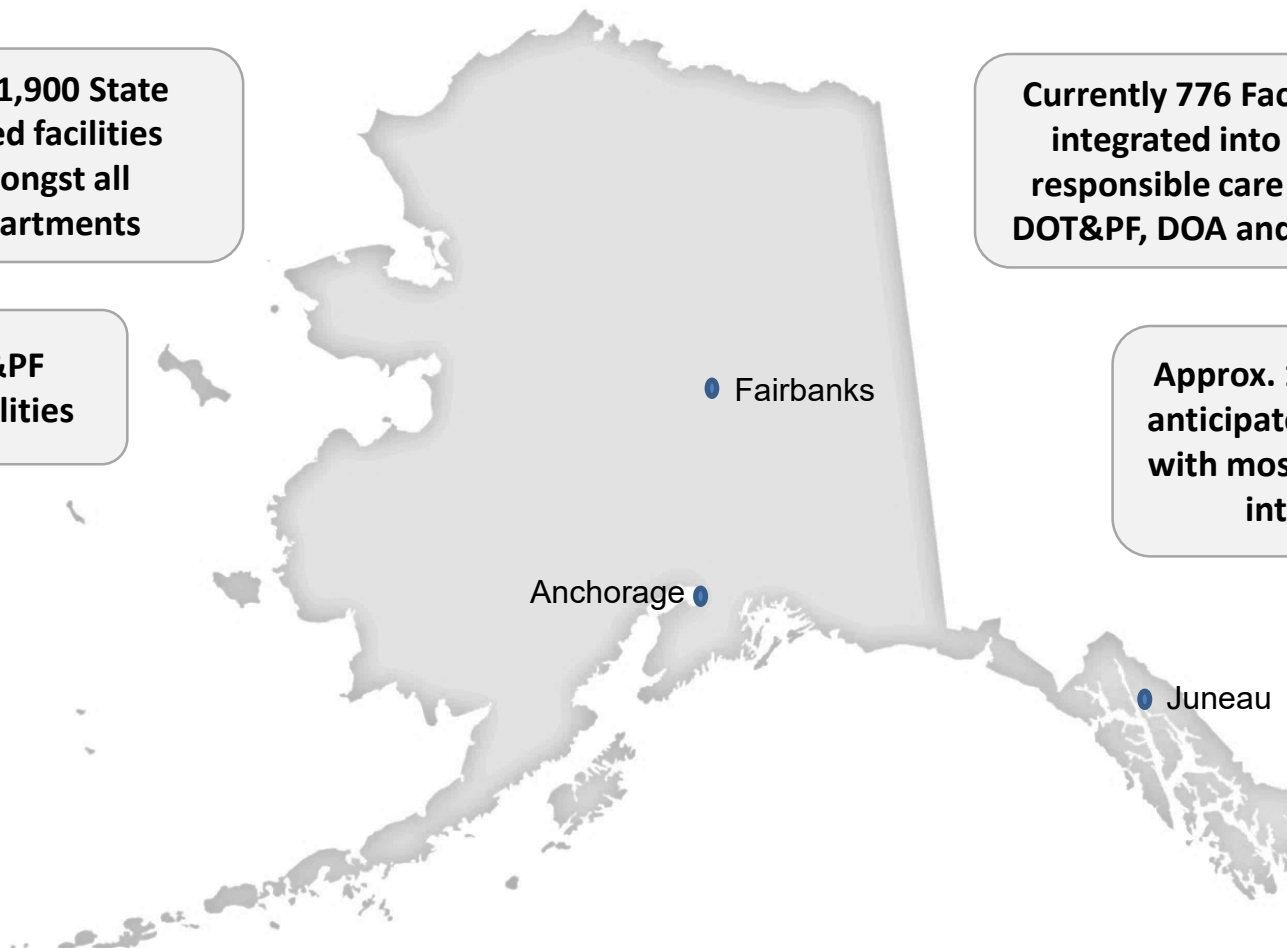 1,900 State
ed facilities
ongst all
artments
&PF
lities
Currently 776 Fac
integrated into
responsible care
DOT&PF, DOA and
Approx.
anticipate
with mos
int
Fairbanks
Anchorage
Juneau